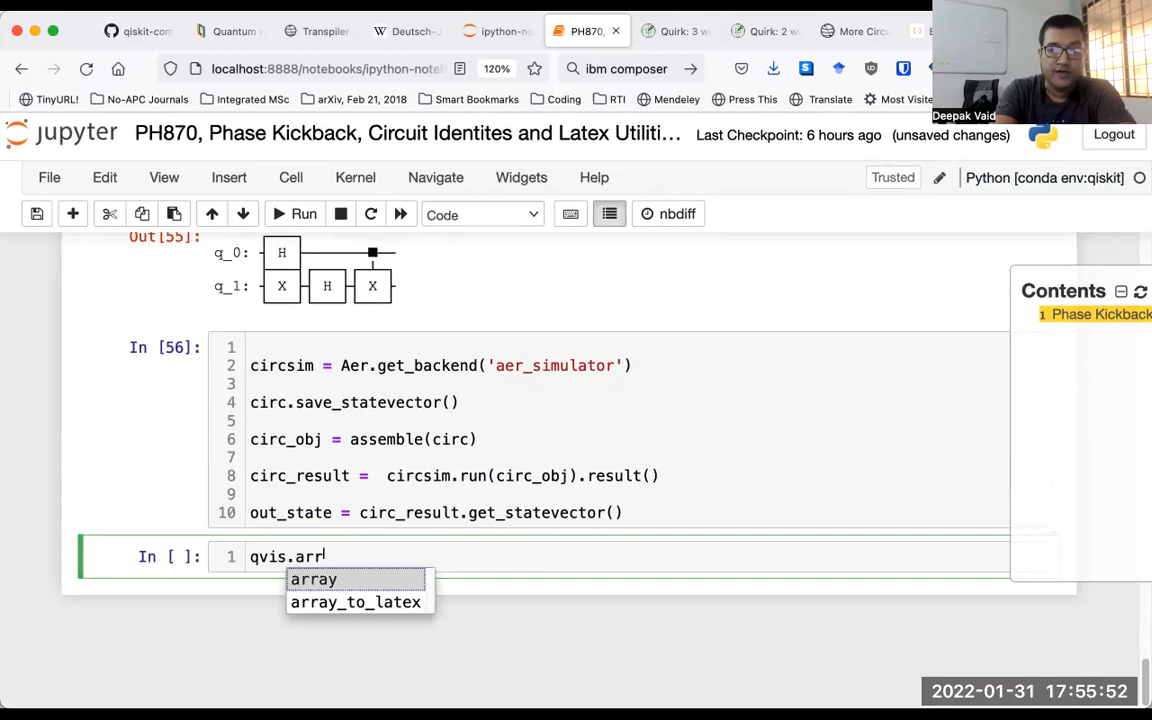 qiskit-com
Quantum
Transpiler
Deutsch-J
ipython-no
PH870,
Quirk: 3 w
Quirk: 2 w
More Circ
localhost:8888/notebooks/ipython-note
120%
ibm composer
TinyURL!
No-APC Journals
Integrated MSc
arXiv, Feb 21, 2018
Smart Bookmarks
Coding
RTI
Mendeley
Press This
Translate
Most Visite
Deepak Vaid
jupyter
PH870, Phase Kickback, Circuit Identites and Latex Utiliti...
Last Checkpoint: 6 hours ago
(unsaved changes)
Logout
File
Edit
View
Insert
Cell
Kernel
Navigate
Widgets
Help
Trusted
Python [conda env:qiskit]
Run
Code
nbdiff
Out[55]:
q_0:
H
q_1:
X
H
X
Contents
1 Phase Kickback
In [56]:
1
2 circsim = Aer.get_backend('aer_simulator')
3
4 circ.save_statevector()
5
6 circ_obj = assemble(circ)
7
8 circ_result =  circsim.run(circ_obj).result()
9
10 out_state = circ_result.get_statevector()
In [ ]:
1 qvis.arr
array
array_to_latex
2022-01-31 17:55:52